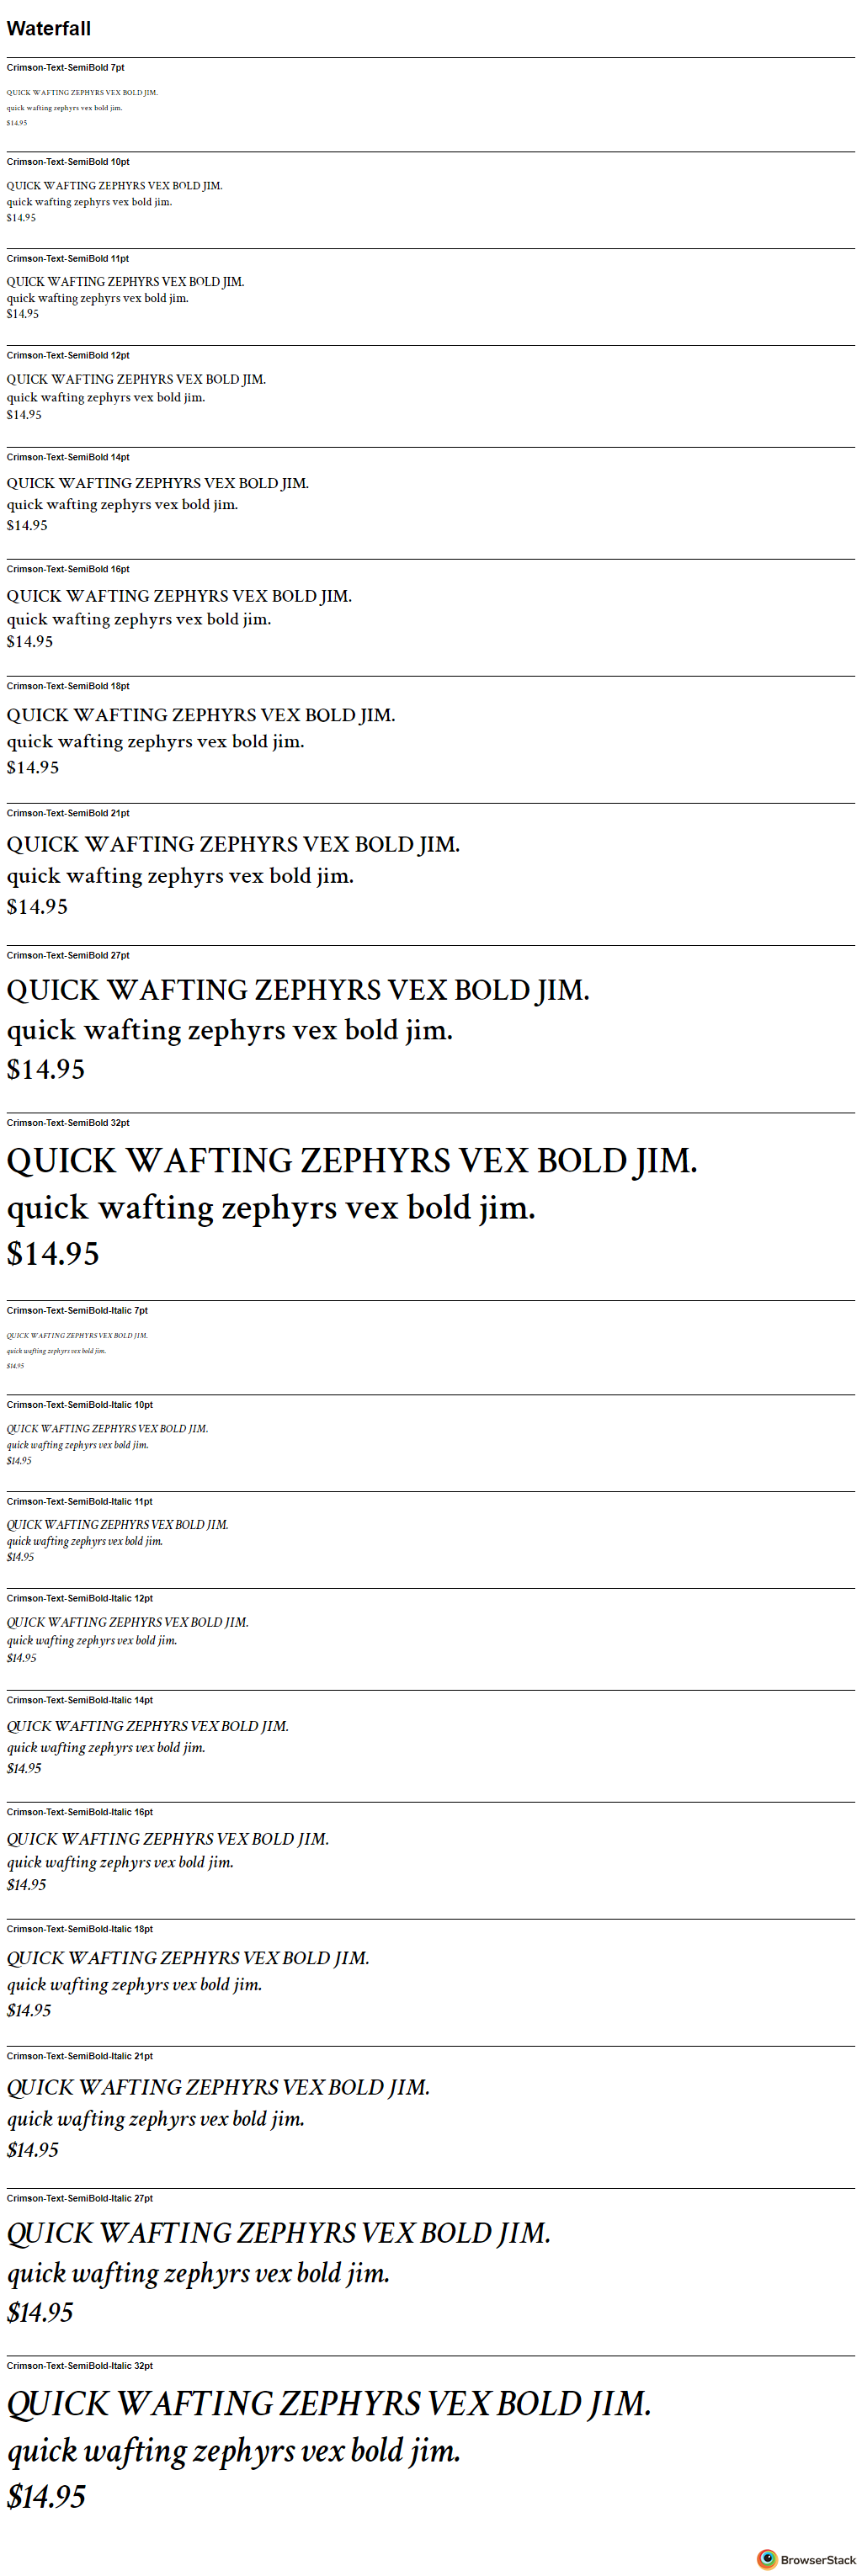 Waterfall
Crimson-Text-SemiBold 7pt
QUICK WAFTING ZEPHYRS VEX BOLD JIM.
quick wafting zephyrs vex bold jim.
$14.95
Crimson-Text-SemiBold 10pt
QUICK WAFTING ZEPHYRS VEX BOLD JIM.
quick wafting zephyrs vex bold jim.
$14.95
Crimson-Text-SemiBold 11pt
QUICK WAFTING ZEPHYRS VEX BOLD JIM.
quick wafting zephyrs vex bold jim.
$14.95
Crimson-Text-SemiBold 12pt
QUICK WAFTING ZEPHYRS VEX BOLD JIM.
quick wafting zephyrs vex bold jim.
$14.95
Crimson-Text-SemiBold 14pt
QUICK WAFTING ZEPHYRS VEX BOLD JIM.
quick wafting zephyrs vex bold jim.
$14.95
Crimson-Text-SemiBold 16pt
QUICK WAFTING ZEPHYRS VEX BOLD JIM.
quick wafting zephyrs vex bold jim.
$14.95
Crimson-Text-SemiBold 18pt
QUICK WAFTING ZEPHYRS VEX BOLD JIM.
quick wafting zephyrs vex bold jim.
$14.95
Crimson-Text-SemiBold 21pt
QUICK WAFTING ZEPHYRS VEX BOLD JIM.
quick wafting zephyrs vex bold jim.
$14.95
Crimson-Text-SemiBold 27pt
QUICK WAFTING ZEPHYRS VEX BOLD JIM.
quick wafting zephyrs vex bold jim.
$14.95
Crimson-Text-SemiBold 32pt
QUICK WAFTING ZEPHYRS VEX BOLD JIM.
quick wafting zephyrs vex bold jim.
$14.95
Crimson-Text-SemiBold-Italic 7pt
QUICK WAFTING ZEPHYRS VEX BOLD JIM.
quick wafting zephyrs vex bold jim.
$14.95
Crimson-Text-SemiBold-Italic 10pt
QUICK WAFTING ZEPHYRS VEX BOLD JIM.
quick wafting zephyrs vex bold jim.
$14.95
Crimson-Text-SemiBold-Italic 11pt
QUICK WAFTING ZEPHYRS VEX BOLD JIM.
quick wafting zephyrs vex bold jim.
$14.95
Crimson-Text-SemiBold-Italic 12pt
QUICK WAFTING ZEPHYRS VEX BOLD JIM.
quick wafting zephyrs vex bold jim.
$14.95
Crimson-Text-SemiBold-Italic 14pt
QUICK WAFTING ZEPHYRS VEX BOLD JIM.
quick wafting zephyrs vex bold jim.
$14.95
Crimson-Text-SemiBold-Italic 16pt
QUICK WAFTING ZEPHYRS VEX BOLD JIM.
quick wafting zephyrs vex bold jim.
$14.95
Crimson-Text-SemiBold-Italic 18pt
QUICK WAFTING ZEPHYRS VEX BOLD JIM.
quick wafting zephyrs vex bold jim.
$14.95
Crimson-Text-SemiBold-Italic 21pt
QUICK WAFTING ZEPHYRS VEX BOLD JIM.
quick wafting zephyrs vex bold jim.
$14.95
Crimson-Text-SemiBold-Italic 27pt
QUICK WAFTING ZEPHYRS VEX BOLD JIM.
quick wafting zephyrs vex bold jim.
$14.95
Crimson-Text-SemiBold-Italic 32pt
QUICK WAFTING ZEPHYRS VEX BOLD JIM.
quick wafting zephyrs vex bold jim.
$14.95
BrowserStack